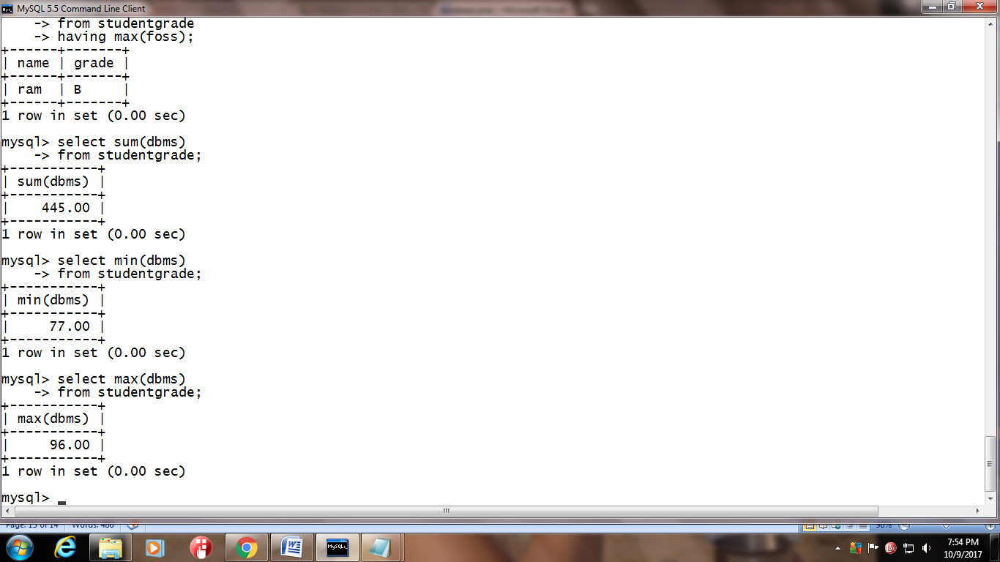 MySQL 5.5 Command Line Client
    -> from studentgrade
    -> having max(foss);
+------+-------+
| name | grade |
+------+-------+
| ram  | B     |
+------+-------+
1 row in set (0.00 sec)

mysql> select sum(dbms)
    -> from studentgrade;
+-----------+
| sum(dbms) |
+-----------+
|    445.00 |
+-----------+
1 row in set (0.00 sec)

mysql> select min(dbms)
    -> from studentgrade;
+-----------+
| min(dbms) |
+-----------+
|     77.00 |
+-----------+
1 row in set (0.00 sec)

mysql> select max(dbms)
    -> from studentgrade;
+-----------+
| max(dbms) |
+-----------+
|     96.00 |
+-----------+
1 row in set (0.00 sec)

mysql>
Page: 13 of 14 Words: 486 98%
MySQL
7:54 PM
10/9/2017